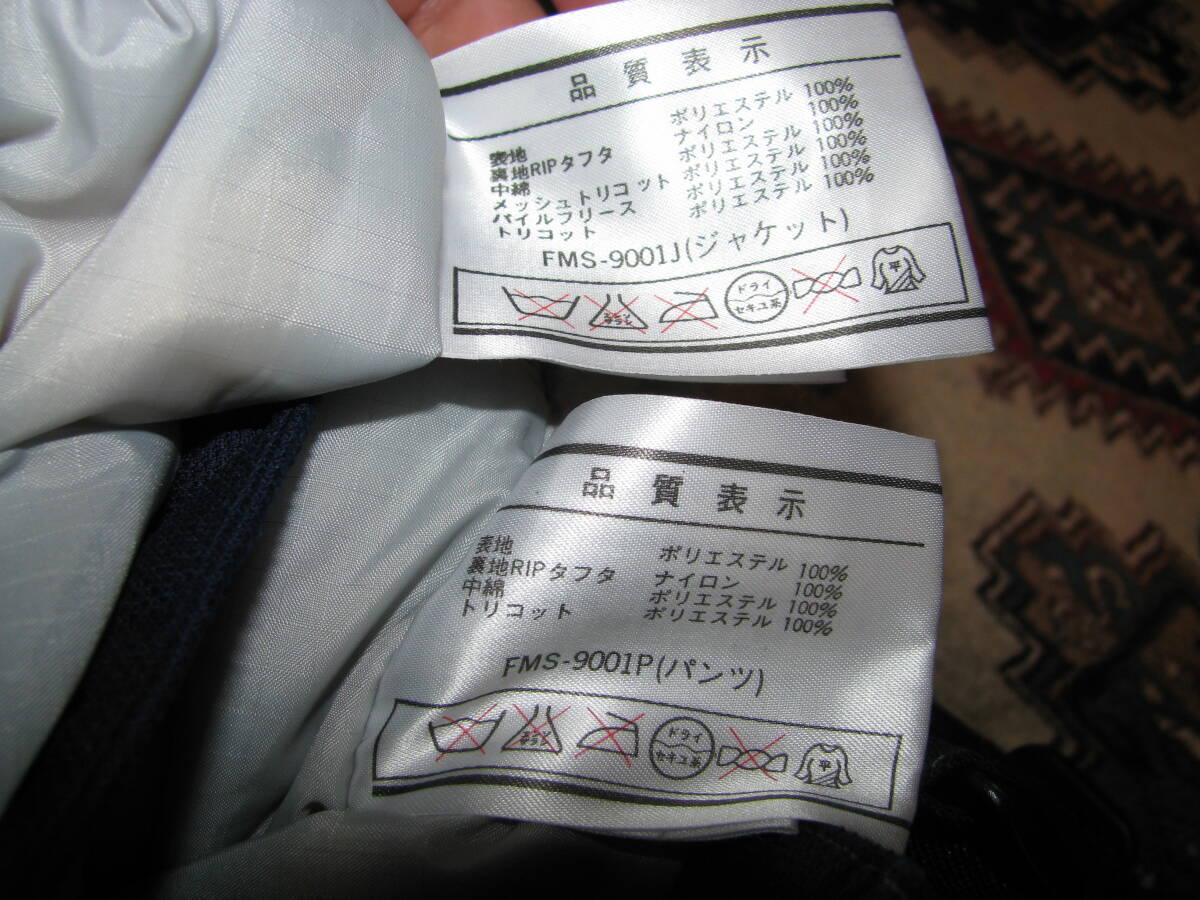 品質表示
表地 ポリエステル 100%
裏地RIPタフタ ナイロン 100%
中綿 ポリエステル 100%
メッシュトリコット ポリエステル 100%
パイルフリース ポリエステル 100%
トリコット ポリエステル 100%
FMS-9001J(ジャケット)
ドライ
セキユ系
平
品質表示
表地 ポリエステル 100%
裏地RIPタフタ ナイロン 100%
中綿 ポリエステル 100%
トリコット ポリエステル 100%
FMS-9001P(パンツ)
ドライ
セキユ系
平